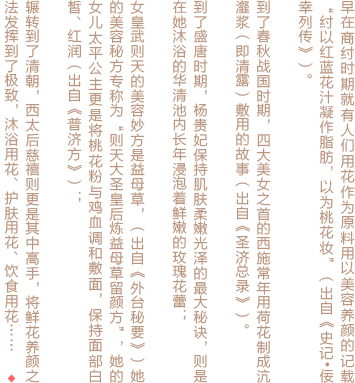 早在商纣时期就有人们用花作为原料用以美容养颜的记载
“纣以红蓝花汁凝作脂肪，以为桃花妆”（出自《史记•佞
幸列传》）。
到了春秋战国时期，四大美女之首的西施常年用荷花制成沆
瀣浆（即清露）敷用的故事（出自《圣济总录》）。
到了盛唐时期，杨贵妃保持肌肤柔嫩光泽的最大秘诀，则是
在她沐浴的华清池内长年浸泡着鲜嫩的玫瑰花蕾；
女皇武则天的美容妙方是益母草，（出自《外台秘要》）她
的美容秘方专称为“则天大圣皇后炼益母草留颜方”，她的
女儿太平公主更是将桃花粉与鸡血调和敷面，保持面部白
皙、红润（出自《普济方》）；
辗转到了清朝，西太后慈禧则更是其中高手，将鲜花养颜之
法发挥到了极致，沐浴用花、护肤用花、饮食用花……